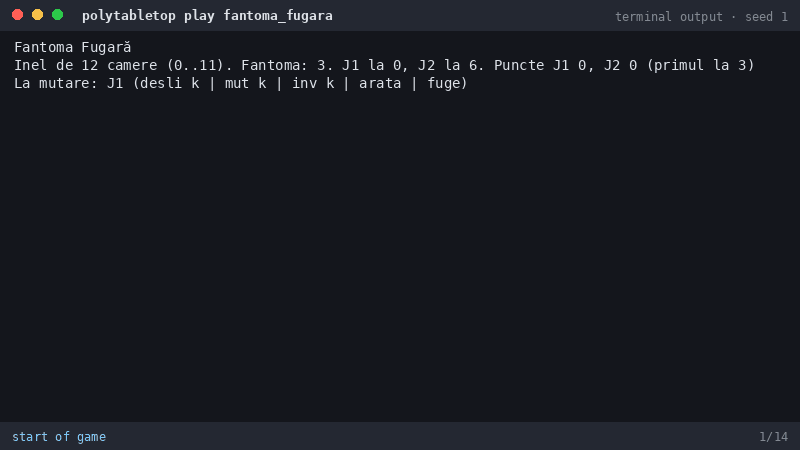 polytabletop play fantoma_fugara
terminal output · seed 1
Fantoma Fugară
Inel de 12 camere (0..11). Fantoma: 3. J1 la 0, J2 la 6. Puncte J1 0, J2 0 (primul la 3)
La mutare: J1 (desli k | mut k | inv k | arata | fuge)
start of game
1/14